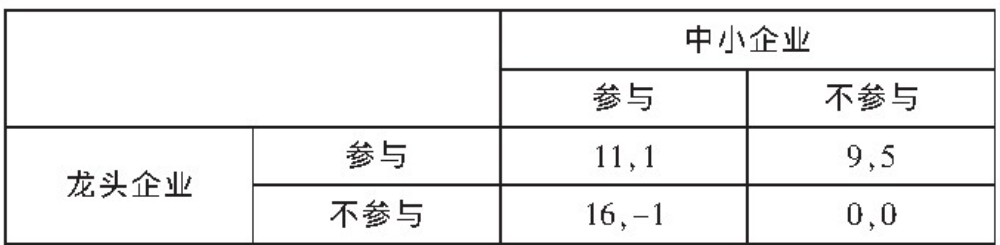 中小企业
参与 不参与
龙头企业 参与 11,1 9,5
不参与 16,-1 0,0